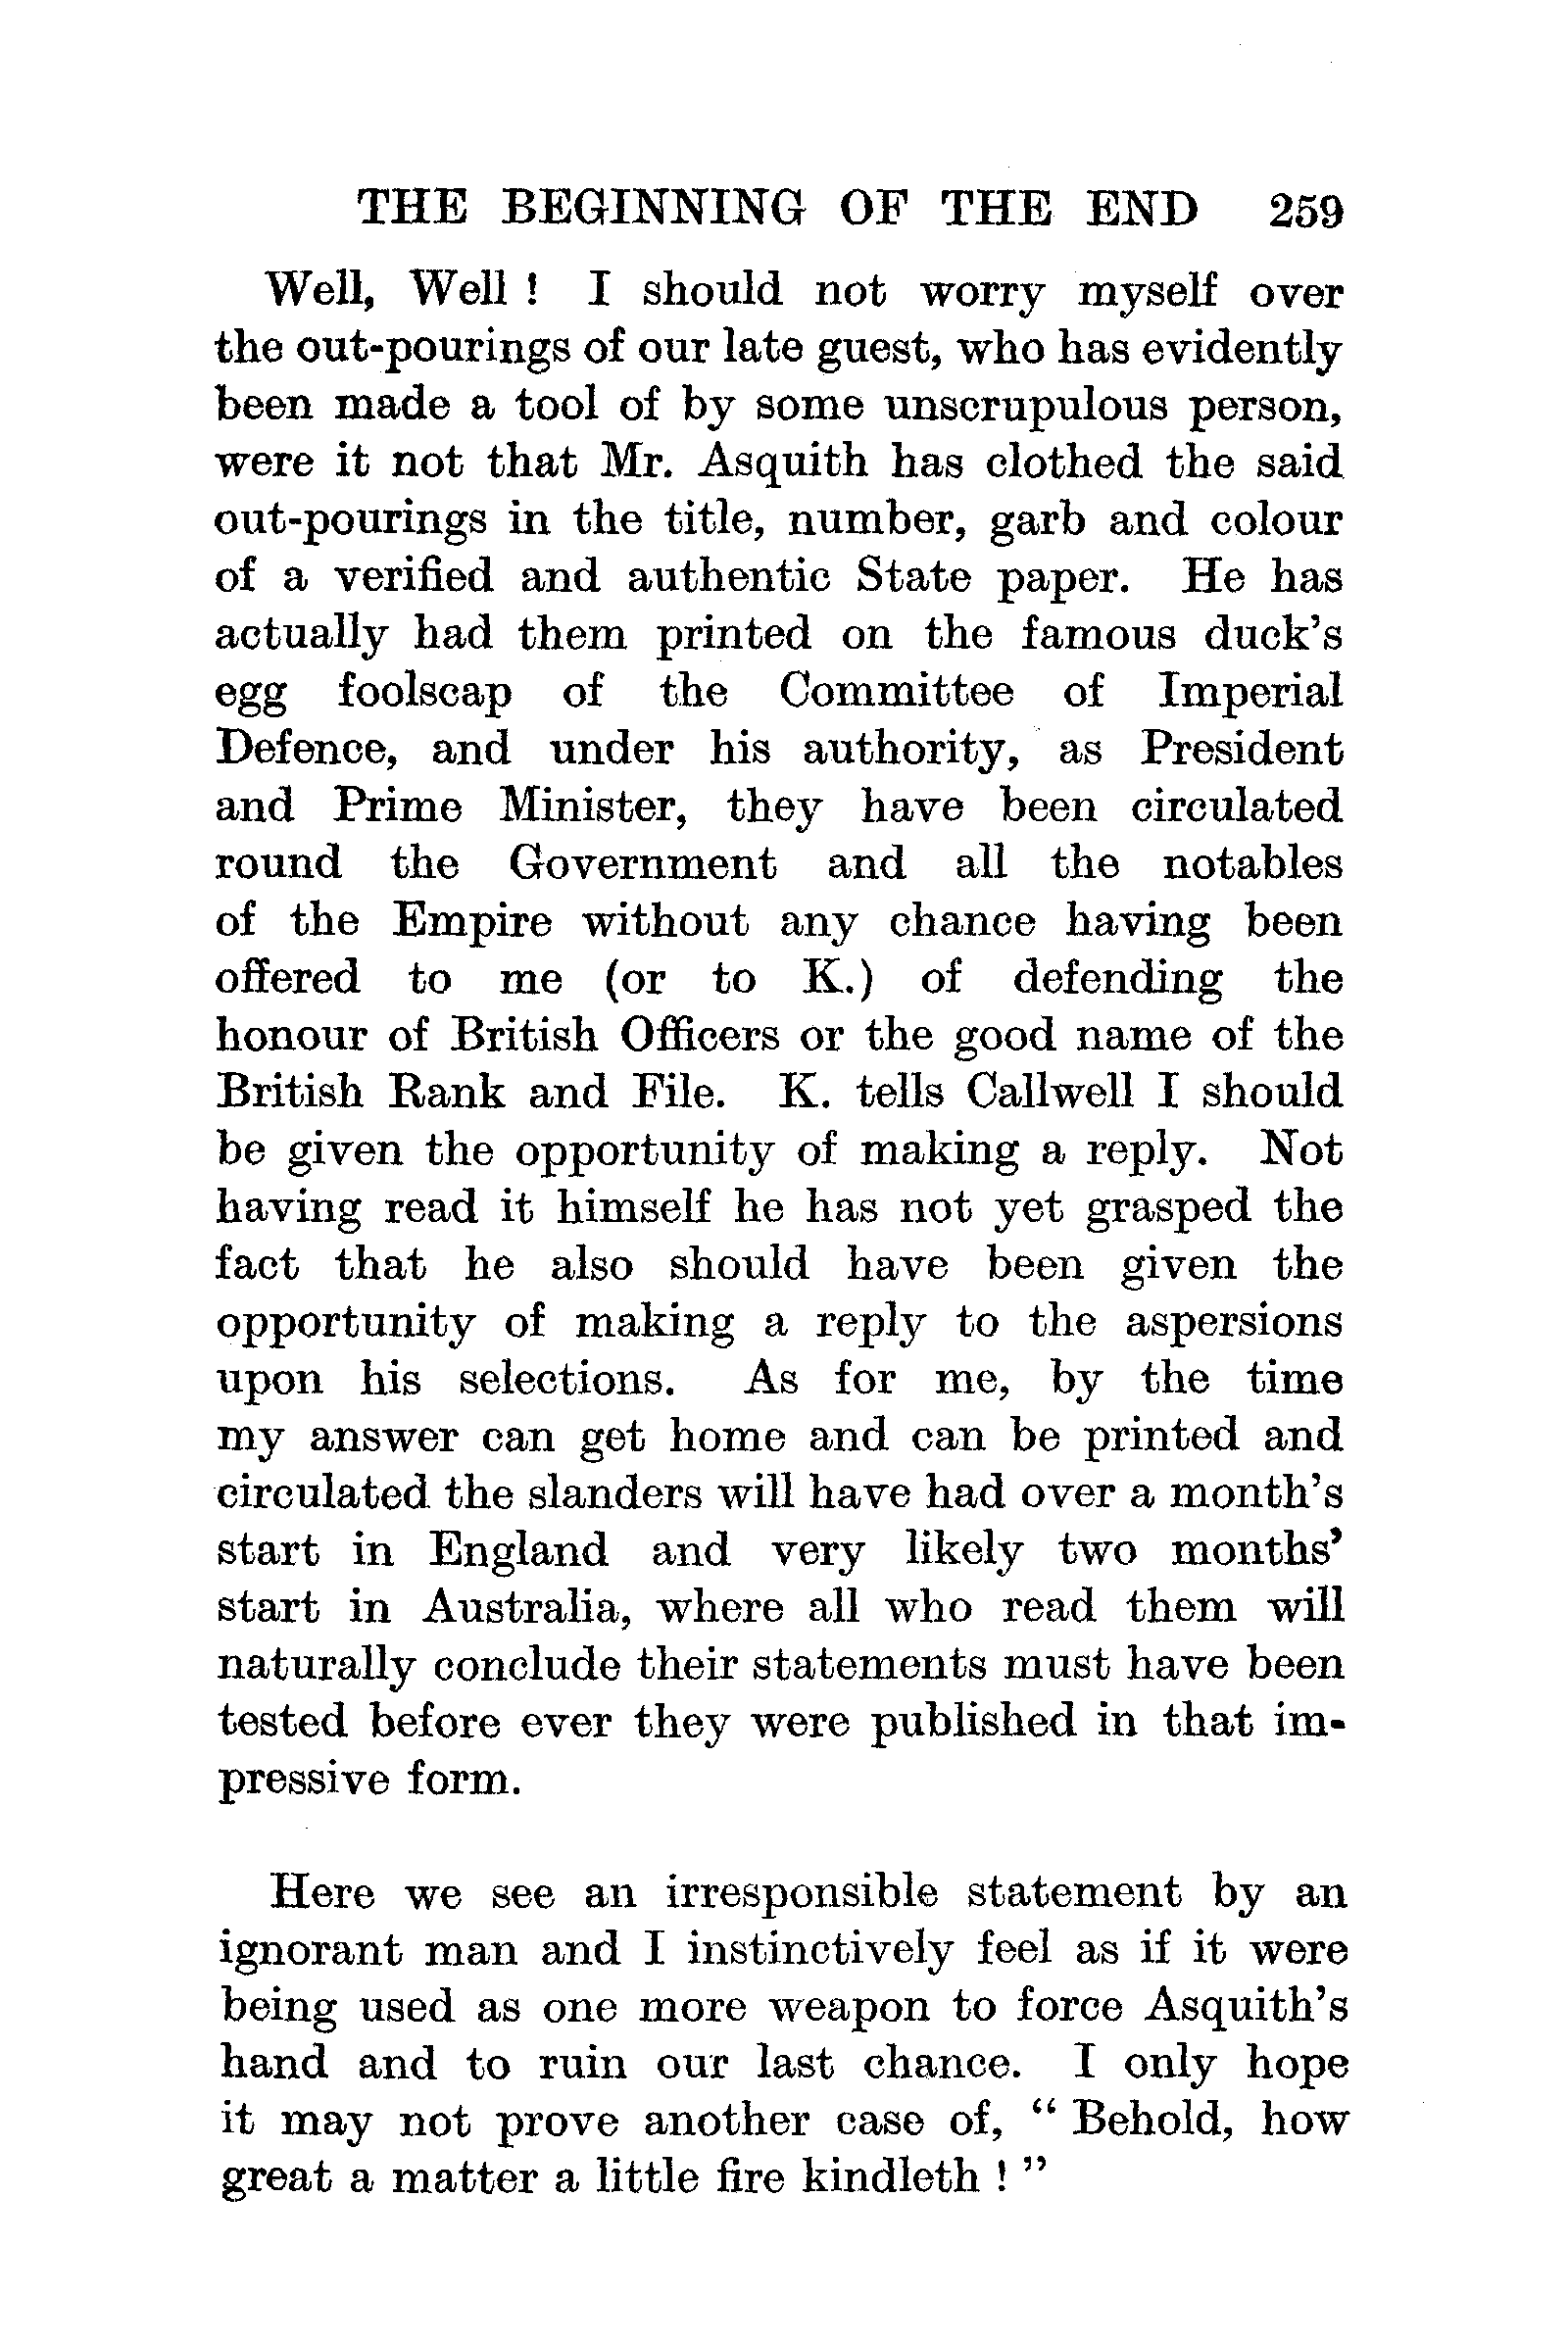 THE BEGINNING OF THE END 259
Well, Well ! I should not worry myself over
the out-pourings of our late guest, who has evidently
been made a tool of by some unscrupulous person,
were it not that Mr. Asquith has clothed the said
out-pourings in the title, number, garb and colour
of a verified and authentic State paper. He has
actually had them printed on the famous duck's
egg foolscap of the Committee of Imperial
Defence, and under his authority, as President
and Prime Minister, they have been circulated
round the Government and all the notables
of the Empire without any chance having been
offered to me (or to K.) of defending the
honour of British Officers or the good name of the
British Rank and File. K. tells Callwell I should
be given the opportunity of making a reply. Not
having read it himself he has not yet grasped the
fact that he also should have been given the
opportunity of making a reply to the aspersions
upon his selections. As for me, by the time
my answer can get home and can be printed and
circulated the slanders will have had over a month's
start in England and very likely two months'
start in Australia, where all who read them will
naturally conclude their statements must have been
tested before ever they were published in that im-
pressive form.
Here we see an irresponsible statement by an
ignorant man and I instinctively feel as if it were
being used as one more weapon to force Asquith's
hand and to ruin our last chance. I only hope
it may not prove another case of, “ Behold, how
great a matter a little fire kindleth ! ”